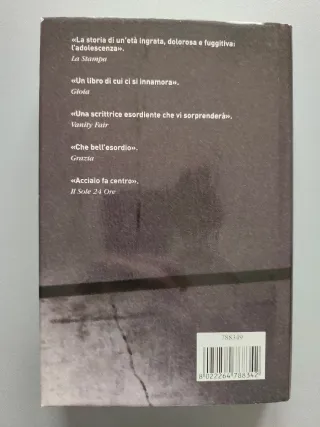 «La storia di un'età ingrata, dolorosa e fuggitiva:
l'adolescenza».
La Stampa
«Un libro di cui ci si innamora».
Gioia
«Una scrittrice esordiente che vi sorprenderà».
Vanity Fair
«Che bell'esordio».
Grazia
«Acciaio fa centro».
Il Sole 24 Ore
788349
8022264788342